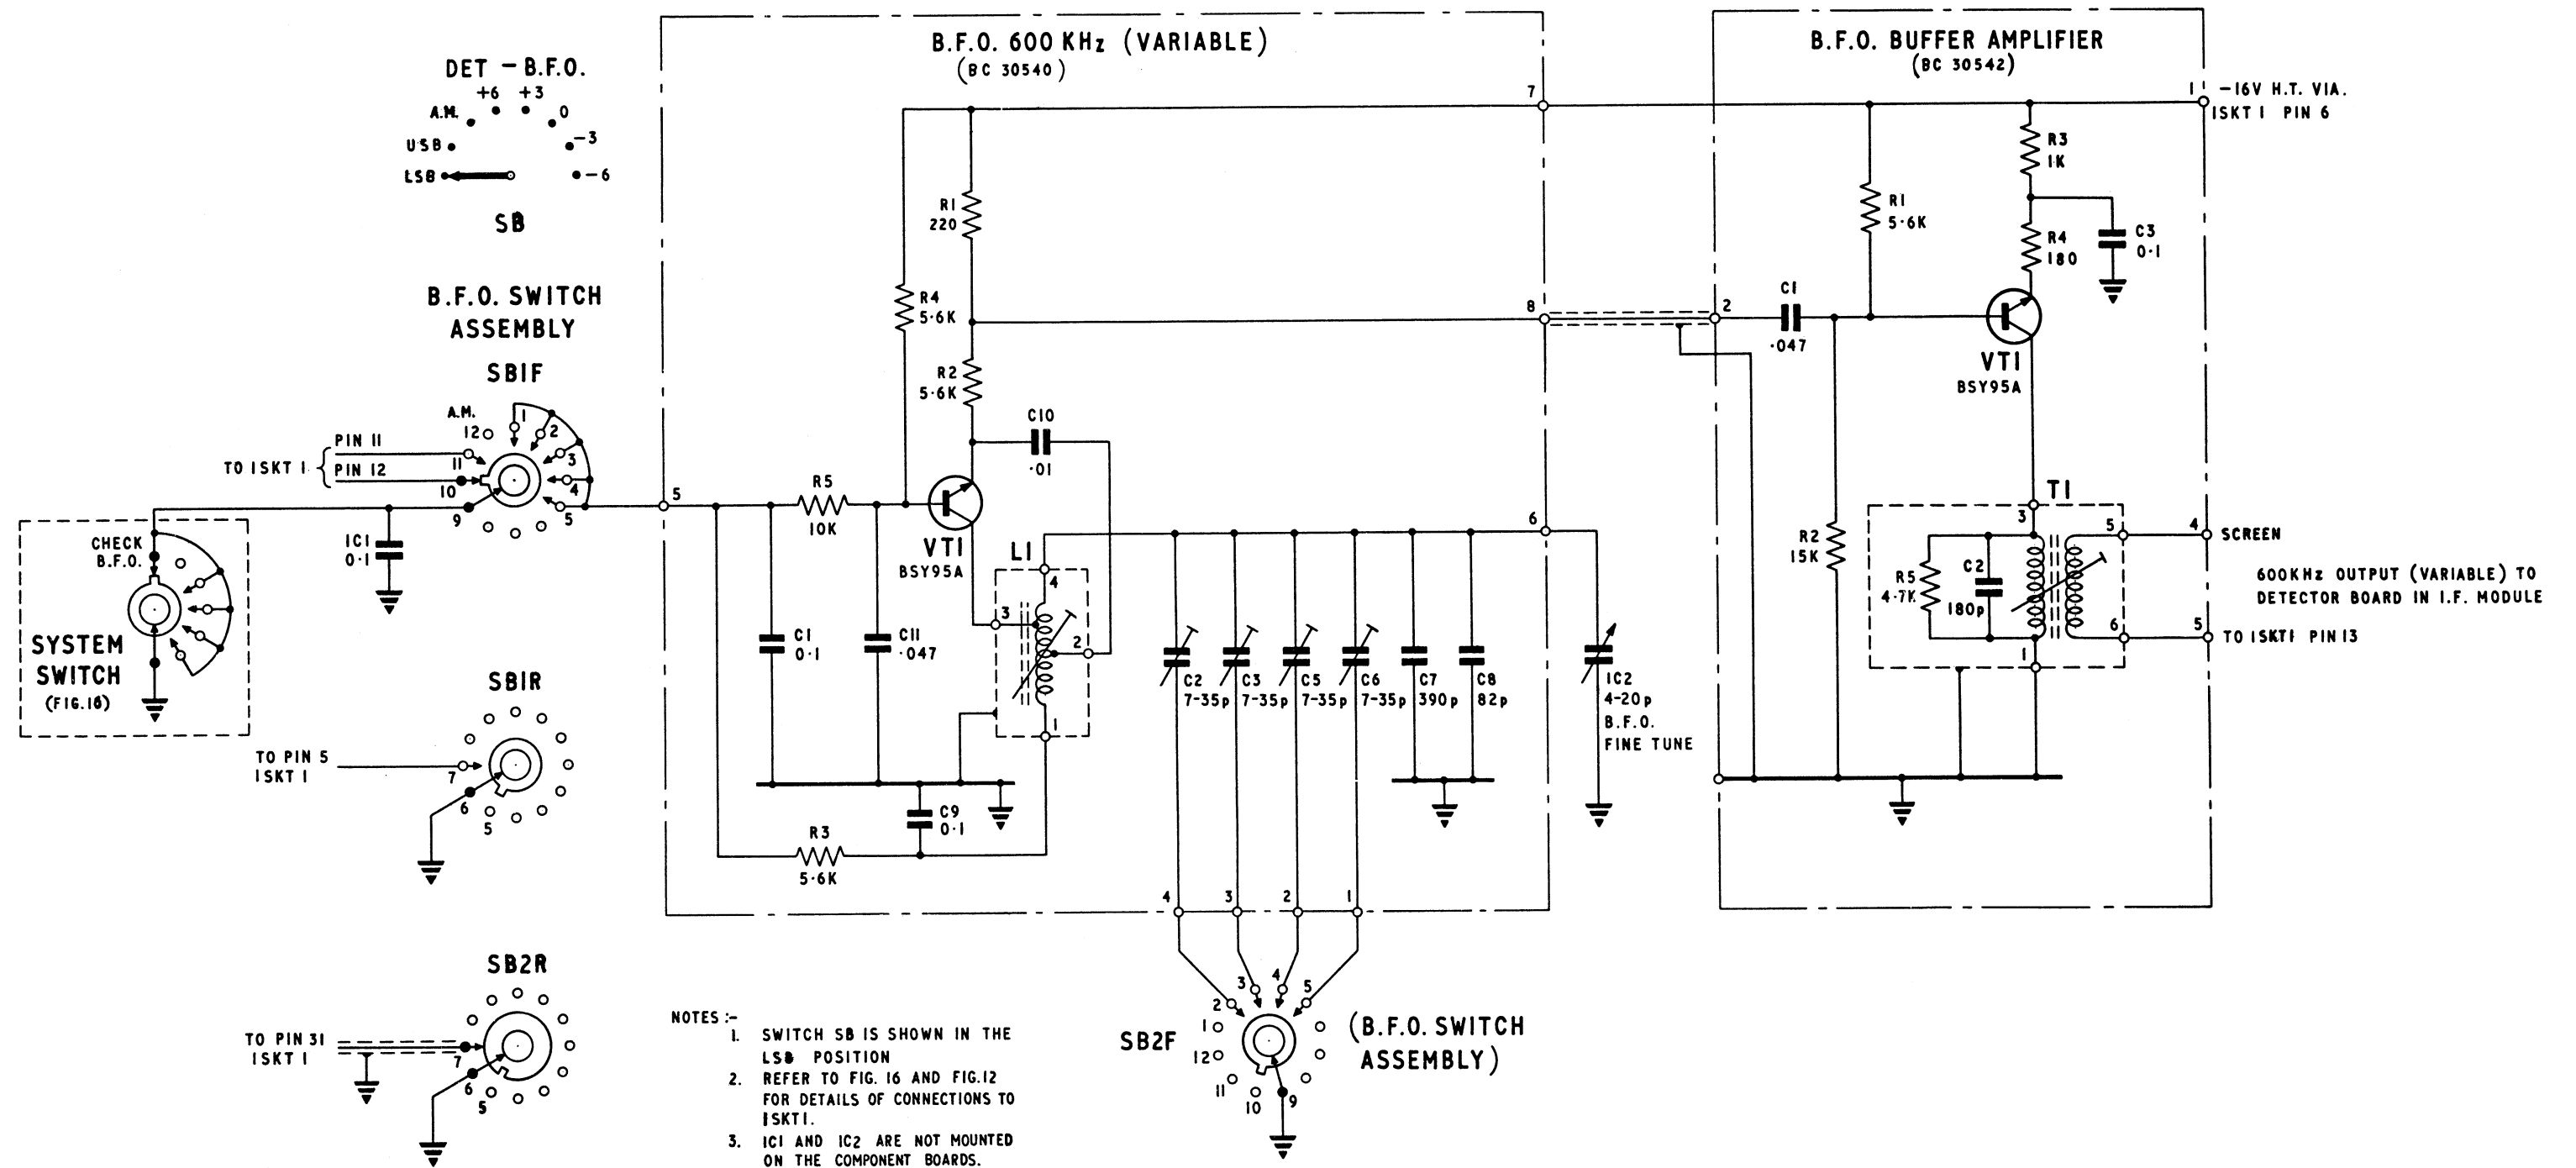 DET - B.F.O.
+6 +3
A.M. 0
USB -3
LSB -6
SB
B.F.O. SWITCH
ASSEMBLY
SB1F
A.M.
12 1 2 3 4 5
11 10 9
PIN 11
TO 1SKT 1
PIN 12
1C1
0·1
CHECK
B.F.O.
SYSTEM
SWITCH
(FIG.16)
SB1R
TO PIN 5
1SKT 1
7
6
5
SB2R
TO PIN 31
1SKT 1
7
6
5
B.F.O. 600 KHz (VARIABLE)
(BC 30540)
7
R1
220
R4
5·6K
8
R2
5·6K
C10
·01
5
R5
10K
VT1
BSY95A
L1
4
3
2
1
6
C1
0·1
C11
·047
C9
0·1
R3
5·6K
C2
7-35p
C3
7-35p
C5
7-35p
C6
7-35p
C7
390p
C8
82p
1C2
4-20p
B.F.O.
FINE TUNE
4 3 2 1
2 3 4 5
1
12
11
10 9
SB2F
(B.F.O. SWITCH
ASSEMBLY)
B.F.O. BUFFER AMPLIFIER
(BC 30542)
1 -16V H.T. VIA.
1SKT 1 PIN 6
R3
1K
R1
5·6K
R4
180
C3
0·1
2
C1
·047
VT1
BSY95A
T1
3
5
4 SCREEN
R2
15K
R5
4·7K
C2
180p
600KHz OUTPUT (VARIABLE) TO
DETECTOR BOARD IN I.F. MODULE
6
5
TO 1SKT1 PIN 13
1
NOTES :-
1. SWITCH SB IS SHOWN IN THE
LSB POSITION
2. REFER TO FIG. 16 AND FIG.12
FOR DETAILS OF CONNECTIONS TO
1SKT1.
3. 1C1 AND 1C2 ARE NOT MOUNTED
ON THE COMPONENT BOARDS.